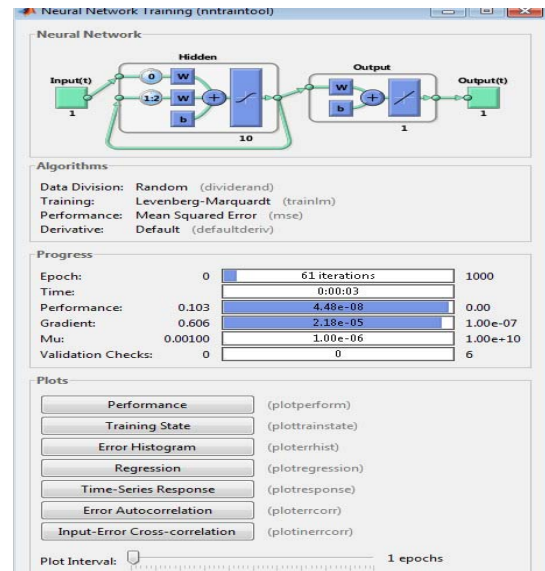 Neural Network Training (nntraintool)
Neural Network
Hidden
Output
Input(t)
Output(t)
0
W
1:2
W
b
+
W
b
+
1
10
1
1
Algorithms
Data Division: Random (dividerand)
Training: Levenberg-Marquardt (trainlm)
Performance: Mean Squared Error (mse)
Derivative: Default (defaultderiv)
Progress
Epoch: 0 61 iterations 1000
Time: 0:00:03
Performance: 0.103 4.48e-08 0.00
Gradient: 0.606 2.18e-05 1.00e-07
Mu: 0.00100 1.00e-06 1.00e+10
Validation Checks: 0 0 6
Plots
Performance (plotperform)
Training State (plottrainstate)
Error Histogram (ploterrhist)
Regression (plotregression)
Time-Series Response (plotresponse)
Error Autocorrelation (ploterrcorr)
Input-Error Cross-correlation (plotinerrcorr)
Plot Interval: 1 epochs